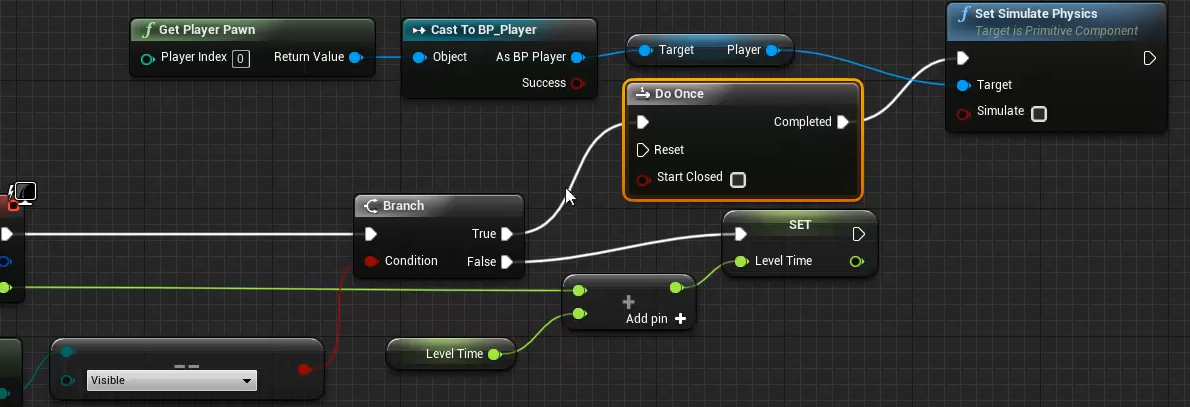 Get Player Pawn
Player Index 0 Return Value
Cast To BP_Player
Object As BP Player
Success
Target Player
Set Simulate Physics
Target is Primitive Component
Target
Simulate
Do Once
Completed
Reset
Start Closed
Branch
True
Condition False
SET
Level Time
Add pin
Level Time
Visible